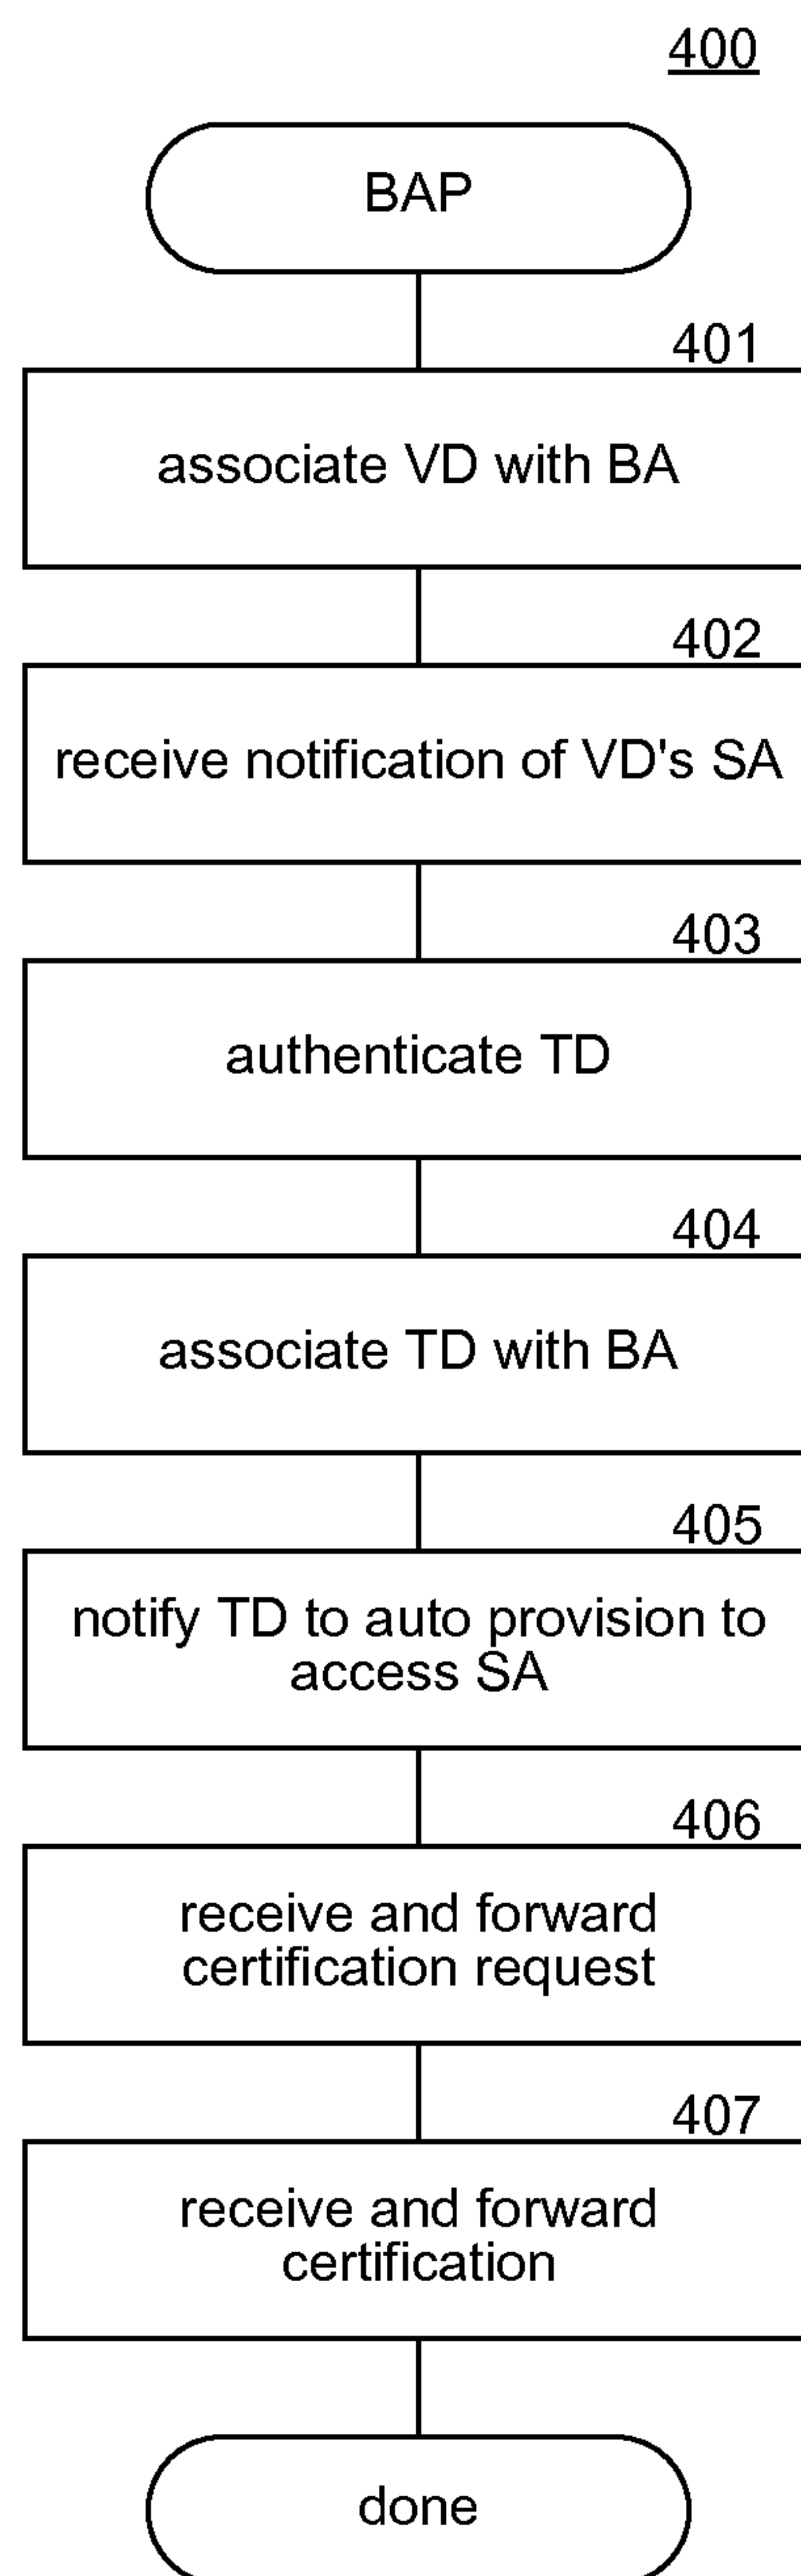 400
BAP
401
associate VD with BA
402
receive notification of VD's SA
403
authenticate TD
404
associate TD with BA
405
notify TD to auto provision to
access SA
406
receive and forward
certification request
407
receive and forward
certification
done